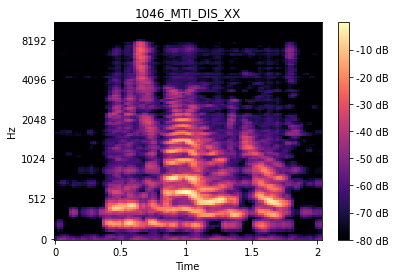 1046_MTI_DIS_XX
8192
4096
2048
1024
512
0
Hz
0
0.5
1
1.5
2
Time
-10 dB
-20 dB
-30 dB
-40 dB
-50 dB
-60 dB
-70 dB
-80 dB